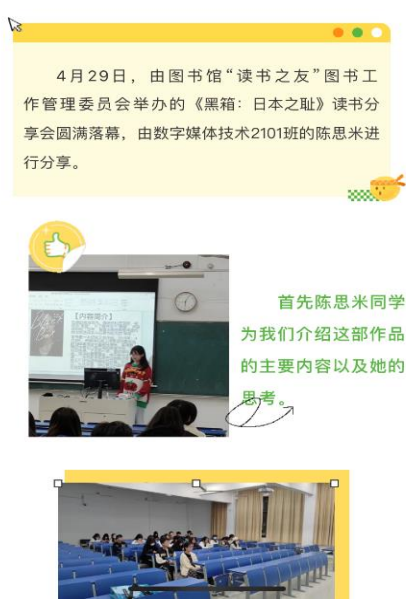 4月29日，由图书馆“读书之友”图书工
作管理委员会举办的《黑箱：日本之耻》读书分
享会圆满落幕，由数字媒体技术2101班的陈思米进
行分享。
【内容简介】
首先陈思米同学
为我们介绍这部作品
的主要内容以及她的
思考。